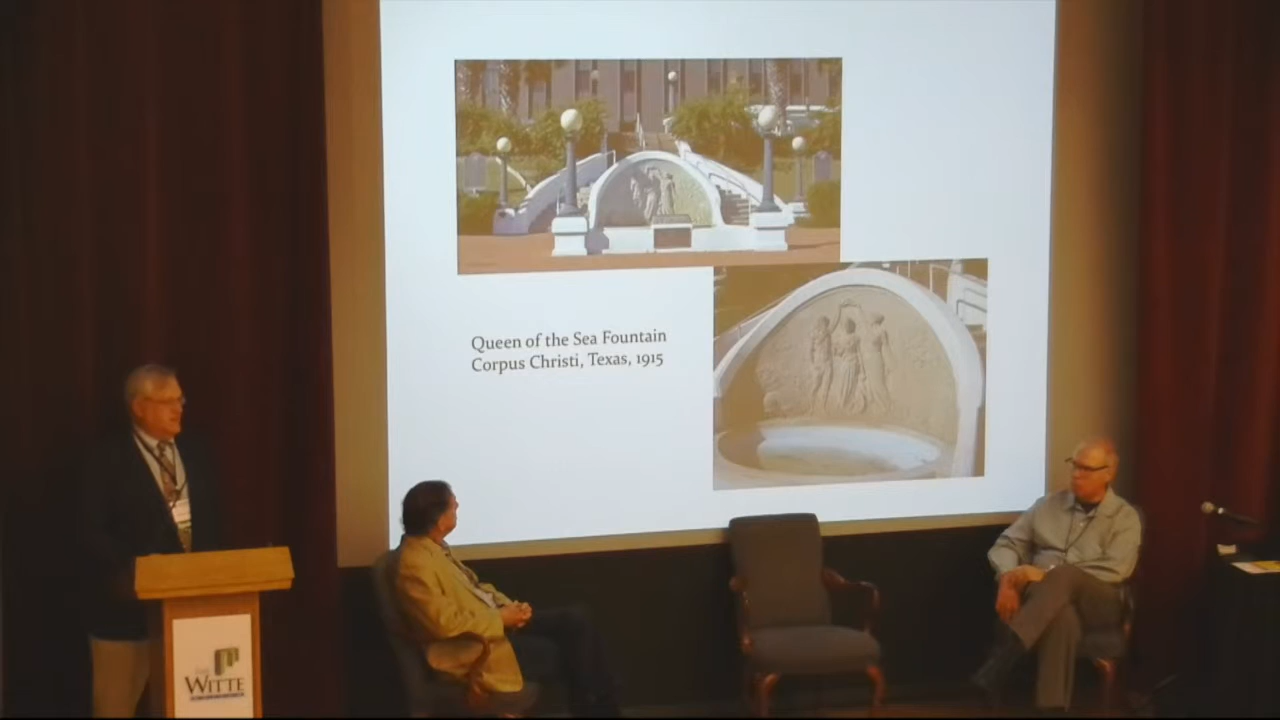 Queen of the Sea Fountain
Corpus Christi, Texas, 1915
WITTE